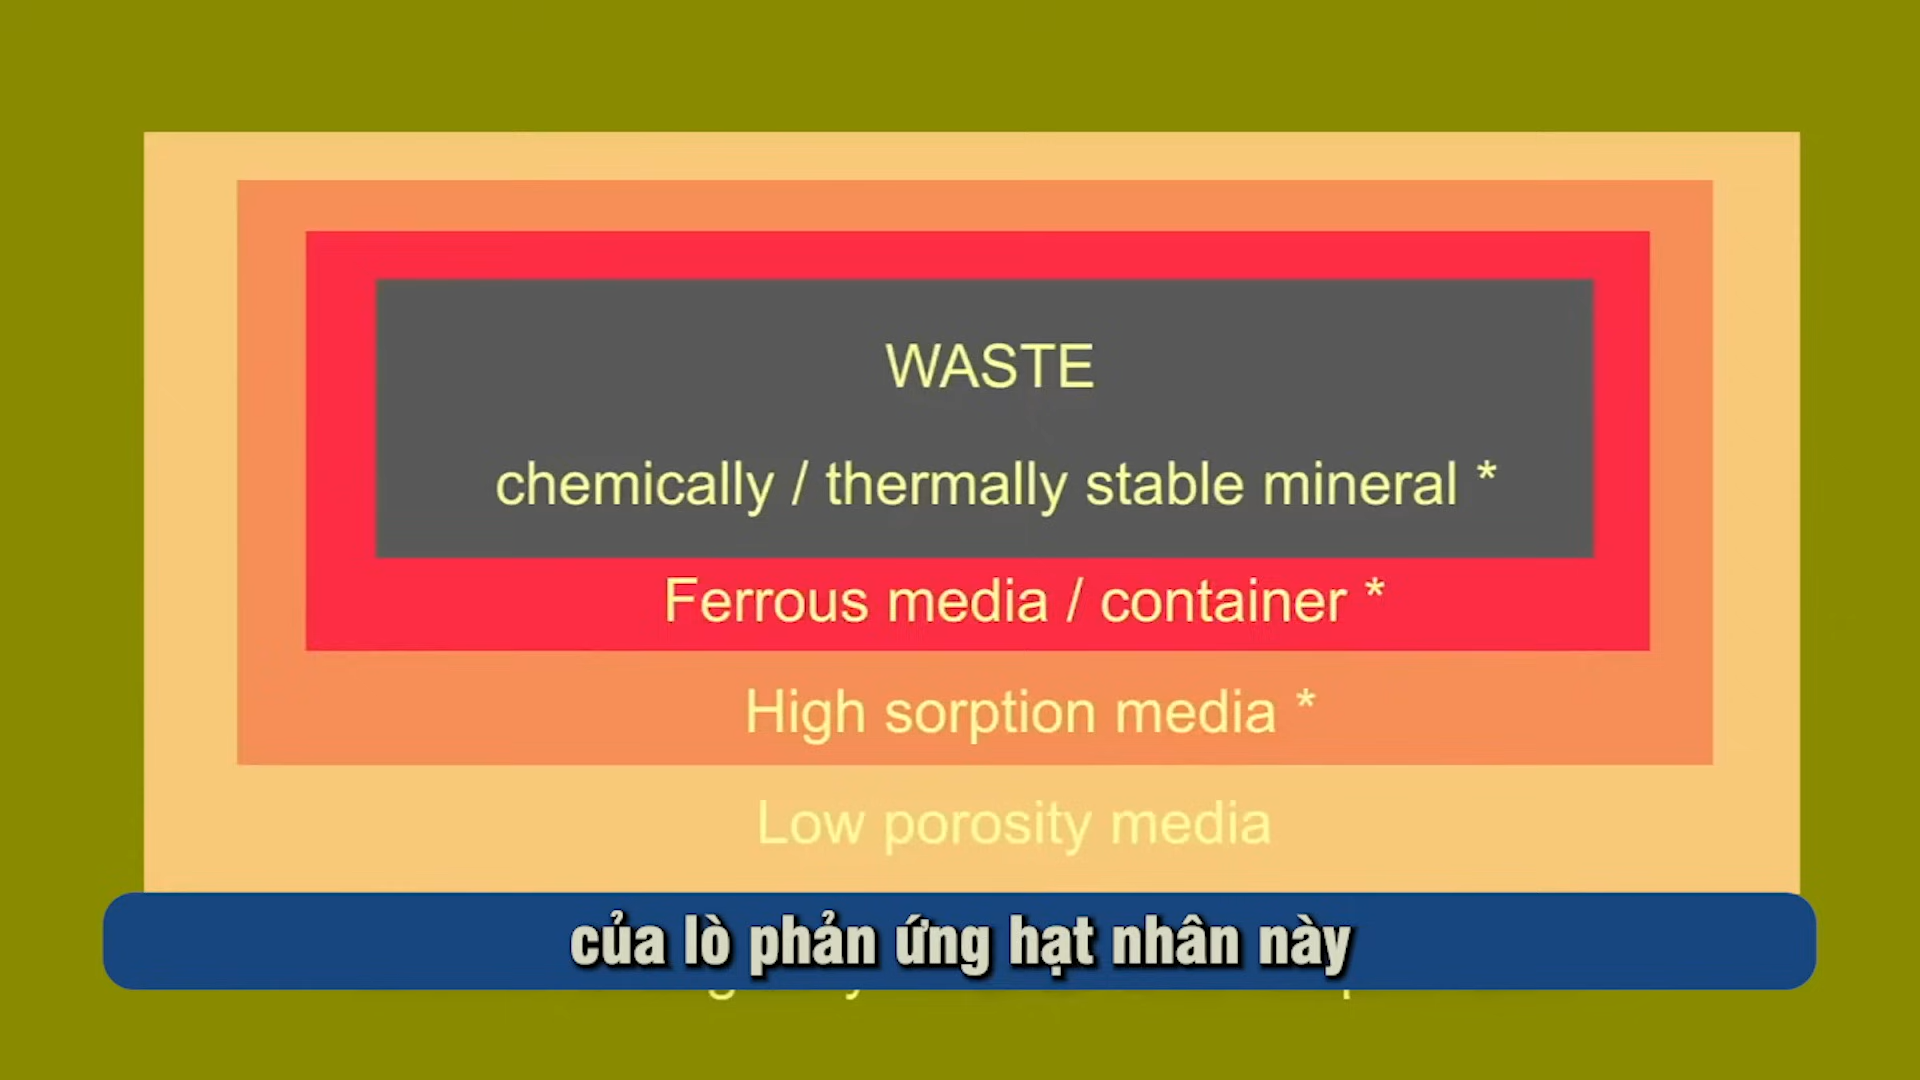 WASTE
chemically / thermally stable mineral *
Ferrous media / container *
High sorption media *
Low porosity media
của lò phản ứng hạt nhân này